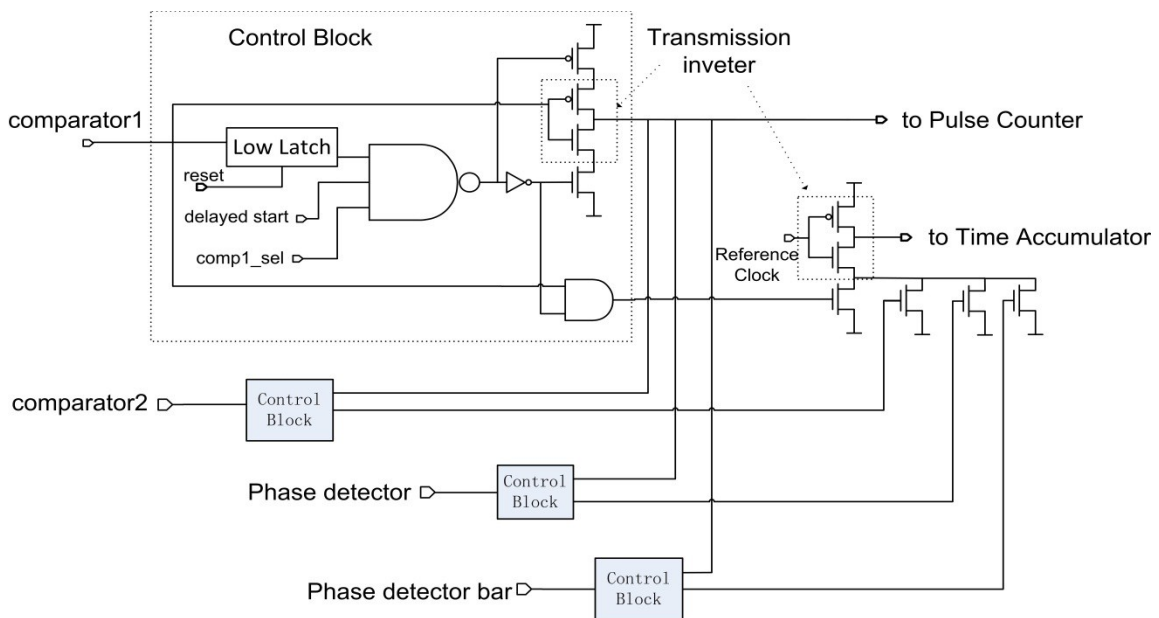 Control Block
Transmission
inveter
comparator1
Low Latch
reset
delayed start
comp1_sel
to Pulse Counter
to Time Accumulator
Reference
Clock
comparator2
Control
Block
Phase detector
Control
Block
Phase detector bar
Control
Block